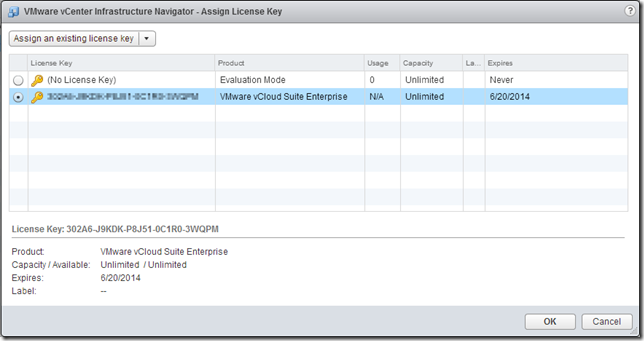 VMware vCenter Infrastructure Navigator - Assign License Key
?
Assign an existing license key
License Key Product Usage Capacity La... Expires
(No License Key) Evaluation Mode 0 Unlimited Never
VMware vCloud Suite Enterprise N/A Unlimited 6/20/2014
License Key: 302A6-J9KDK-P8J51-0C1R0-3WQPM
Product: VMware vCloud Suite Enterprise
Capacity / Available: Unlimited / Unlimited
Expires: 6/20/2014
Label: --
OK Cancel